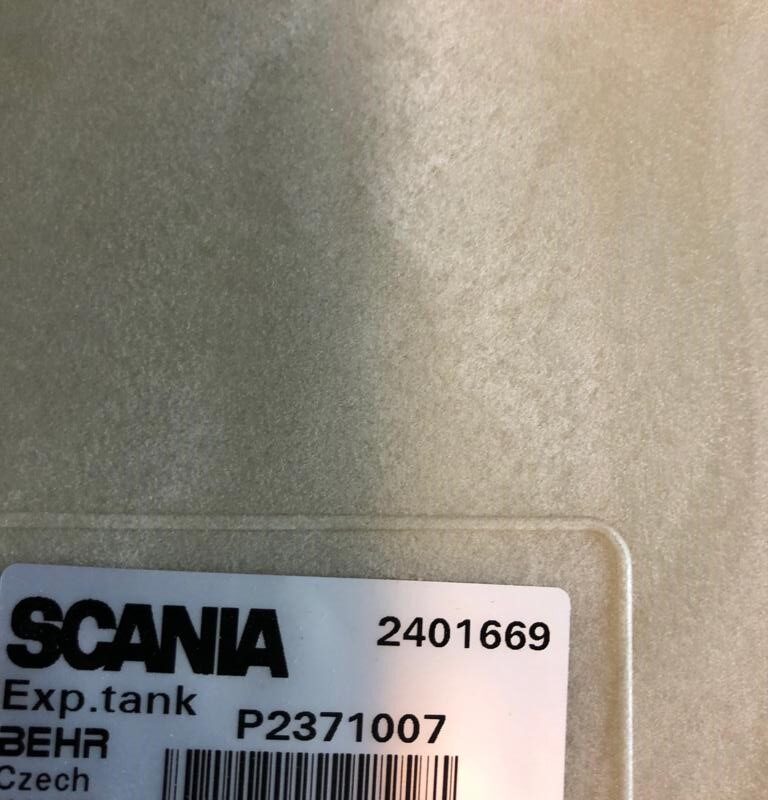 SCANIA 2401669
Exp.tank
P2371007
BEHR
Czech